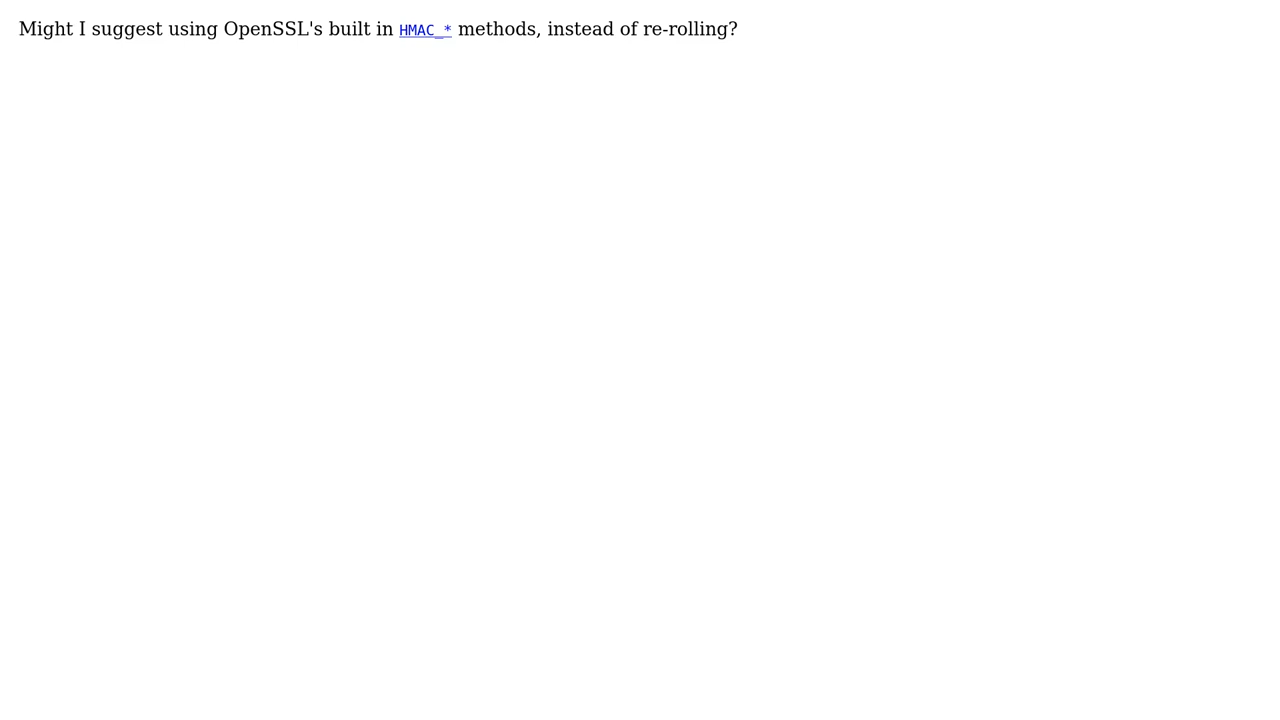 Might I suggest using OpenSSL's built in HMAC_* methods, instead of re-rolling?